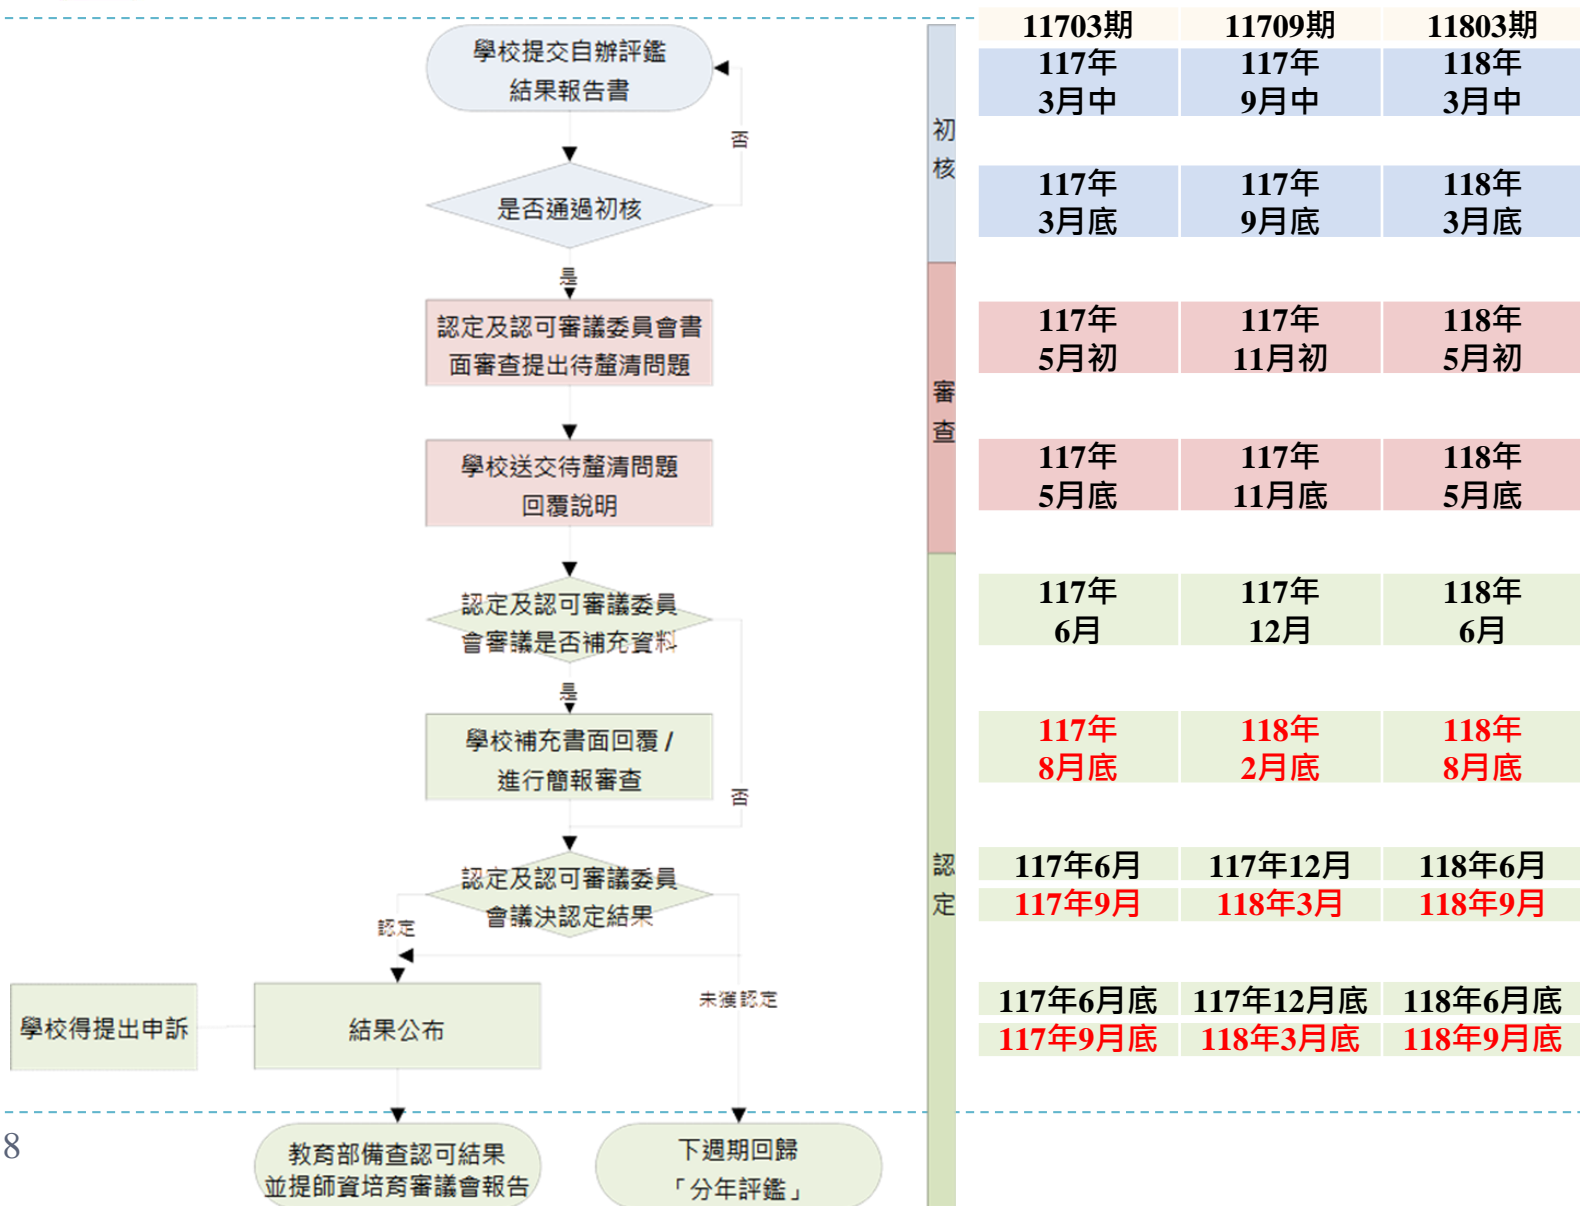 11703期 11709期 11803期
學校提交自辦評鑑
結果報告書
117年 117年 118年
3月中 9月中 3月中
否
初
核
是否通過初核
117年 117年 118年
3月底 9月底 3月底
是
認定及認可審議委員會書
面審查提出待釐清問題
117年 117年 118年
5月初 11月初 5月初
審
查
學校送交待釐清問題
回覆說明
117年 117年 118年
5月底 11月底 5月底
認定及認可審議委員
會審議是否補充資料
117年 117年 118年
6月 12月 6月
是
學校補充書面回覆 /
進行簡報審查
117年 118年 118年
8月底 2月底 8月底
否
認
定
認定及認可審議委員
會議決認定結果
117年6月 117年12月 118年6月
117年9月 118年3月 118年9月
認定
未獲認定
學校得提出申訴
結果公布
117年6月底 117年12月底 118年6月底
117年9月底 118年3月底 118年9月底
8
教育部備查認可結果
並提師資培育審議會報告
下週期回歸
「分年評鑑」